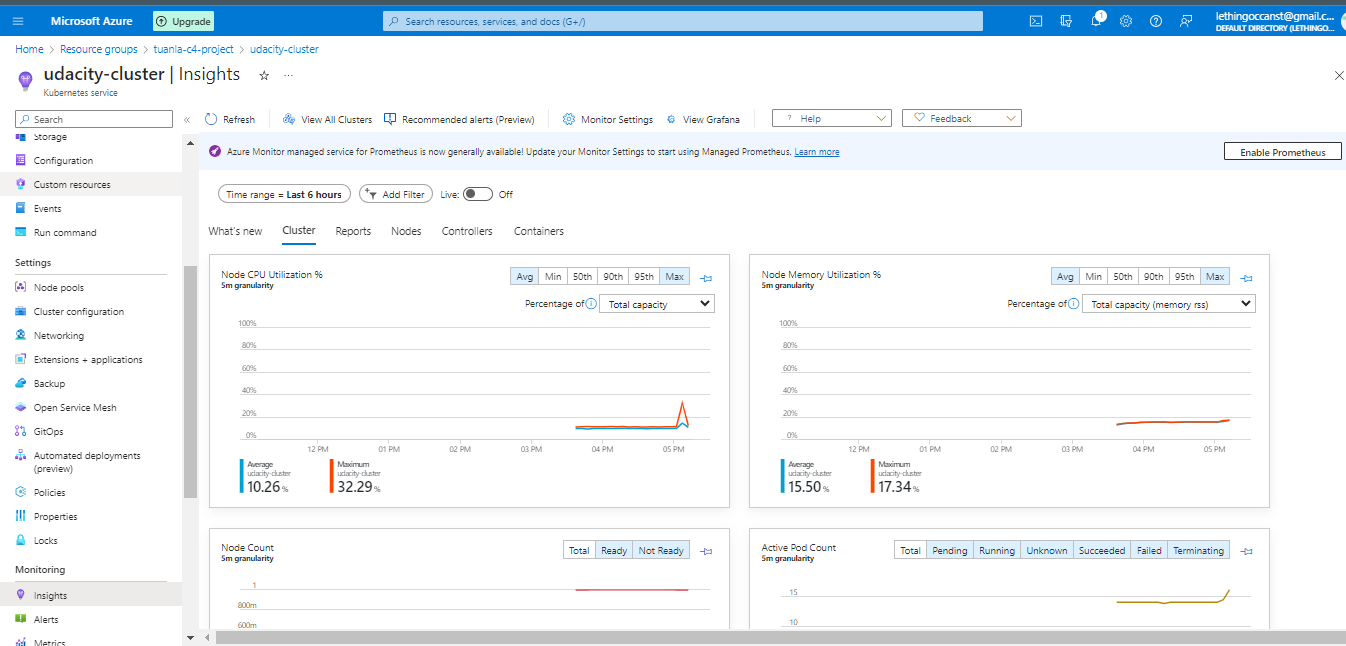 Microsoft Azure
Upgrade
Search resources, services, and docs (G+/)
1
lethingoccanst@gmail.c...
DEFAULT DIRECTORY (LETHINGO...
Home > Resource groups > tuanla-c4-project > udacity-cluster
udacity-cluster | Insights
Kubernetes service
Search
Storage
Configuration
Custom resources
Events
Run command
Settings
Node pools
Cluster configuration
Networking
Extensions + applications
Backup
Open Service Mesh
GitOps
Automated deployments
(preview)
Policies
Properties
Locks
Monitoring
Insights
Alerts
Metrics
Refresh
View All Clusters
Recommended alerts (Preview)
Monitor Settings
View Grafana
? Help
Feedback
Azure Monitor managed service for Prometheus is now generally available! Update your Monitor Settings to start using Managed Prometheus. Learn more
Enable Prometheus
Time range = Last 6 hours
Add Filter
Live:
Off
What's new
Cluster
Reports
Nodes
Controllers
Containers
Node CPU Utilization %
5m granularity
Avg Min 50th 90th 95th Max
Percentage of Total capacity
100%
80%
60%
40%
20%
0%
12 PM 01 PM 02 PM 03 PM 04 PM 05 PM
Average
udacity-cluster
10.26 %
Maximum
udacity-cluster
32.29 %
Node Memory Utilization %
5m granularity
Avg Min 50th 90th 95th Max
Percentage of Total capacity (memory rss)
100%
80%
60%
40%
20%
0%
12 PM 01 PM 02 PM 03 PM 04 PM 05 PM
Average
udacity-cluster
15.50 %
Maximum
udacity-cluster
17.34 %
Node Count
5m granularity
Total Ready Not Ready
1
800m
600m
Active Pod Count
5m granularity
Total Pending Running Unknown Succeeded Failed Terminating
15
10